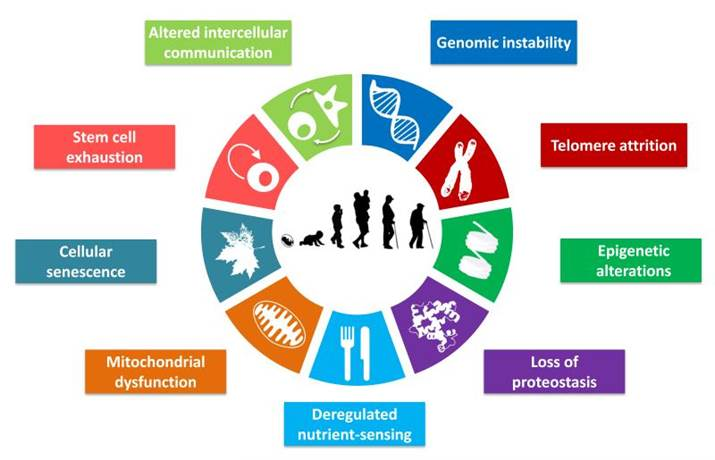 Altered intercellular
communication
Genomic instability
Stem cell
exhaustion
Telomere attrition
Cellular
senescence
Epigenetic
alterations
Mitochondrial
dysfunction
Loss of
proteostasis
Deregulated
nutrient-sensing